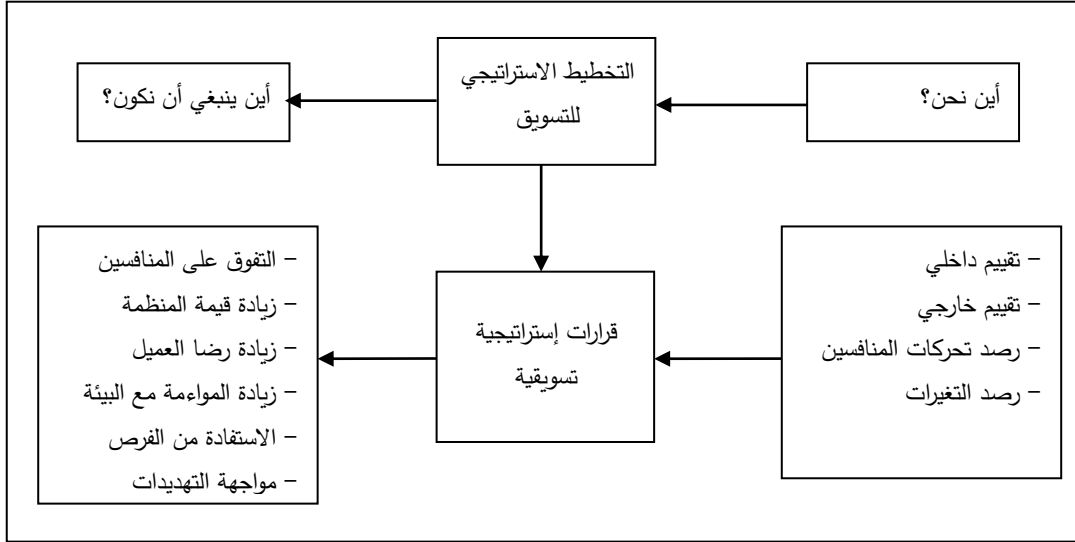 أين نحن؟
التخطيط الاستراتيجي
للتسويق
أين ينبغي أن نكون؟
- تقييم داخلي
- تقييم خارجي
- رصد تحركات المنافسين
- رصد التغيرات
قرارات إستراتيجية
تسويقية
- التفوق على المنافسين
- زيادة قيمة المنظمة
- زيادة رضا العميل
- زيادة المواءمة مع البيئة
- الاستفادة من الفرص
- مواجهة التهديدات